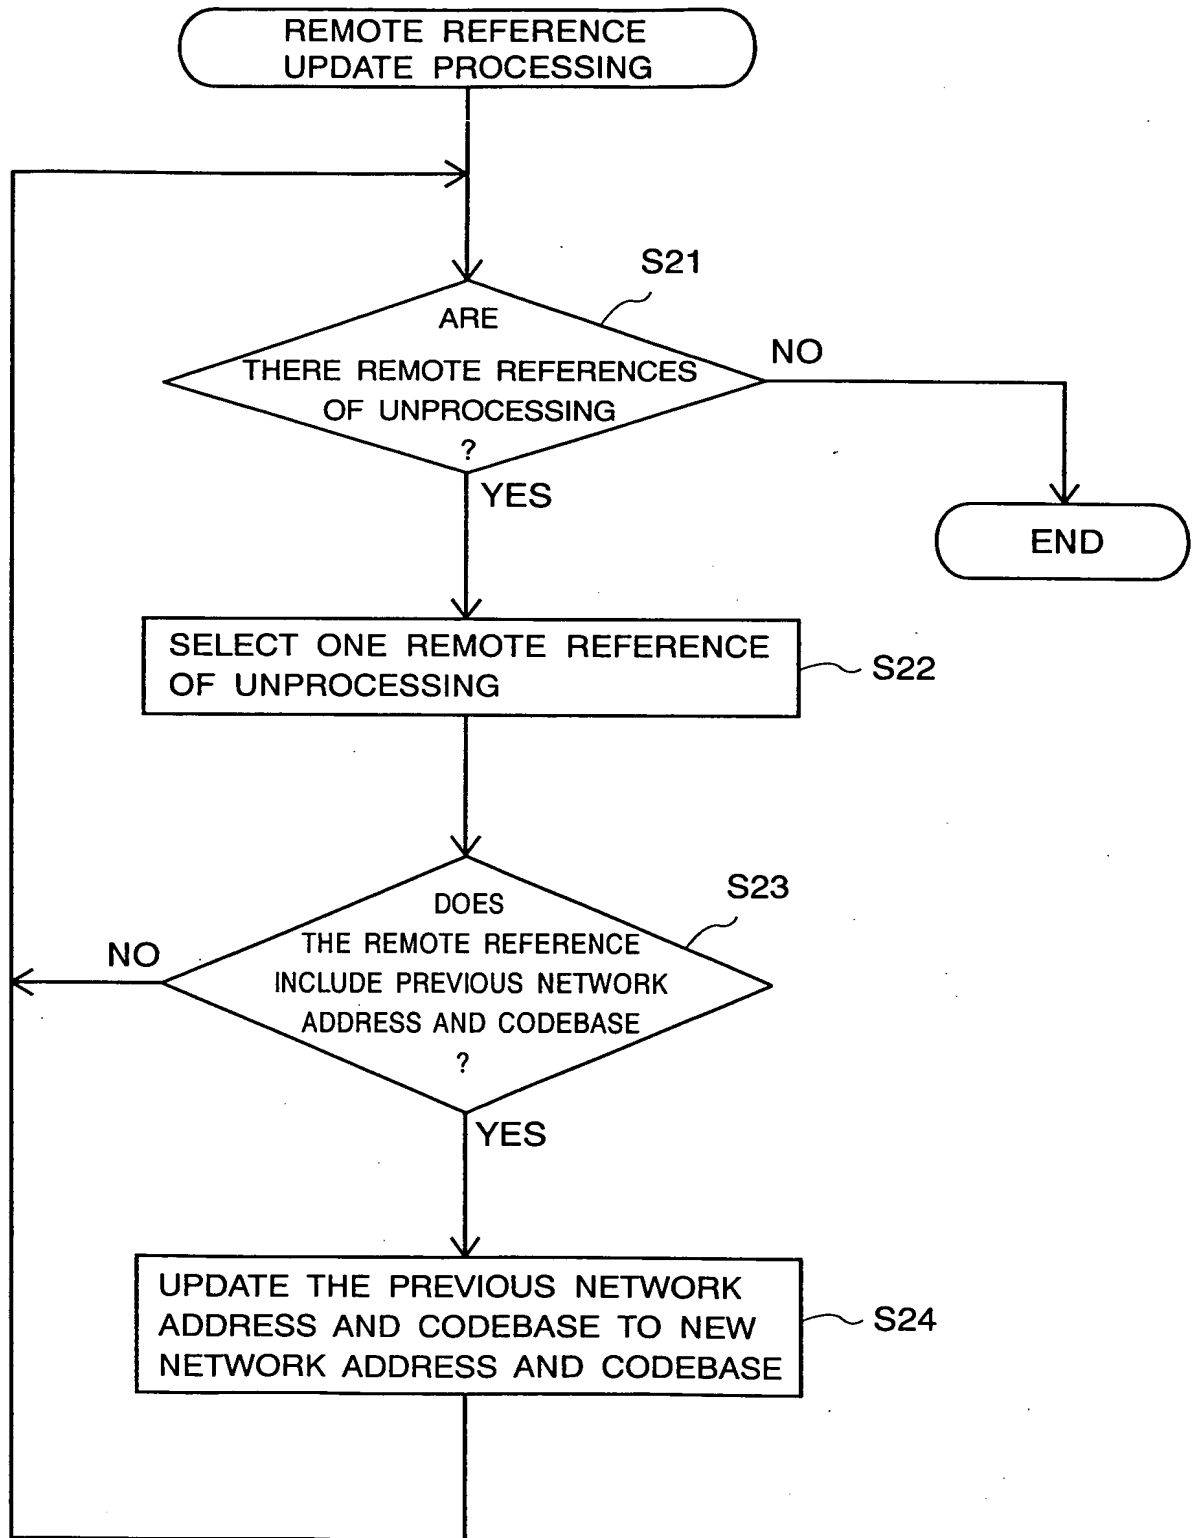 REMOTE REFERENCE
UPDATE PROCESSING
S21
ARE
THERE REMOTE REFERENCES
OF UNPROCESSING
?
NO
YES
END
SELECT ONE REMOTE REFERENCE
OF UNPROCESSING
S22
S23
DOES
THE REMOTE REFERENCE
INCLUDE PREVIOUS NETWORK
ADDRESS AND CODEBASE
?
NO
YES
UPDATE THE PREVIOUS NETWORK
ADDRESS AND CODEBASE TO NEW
NETWORK ADDRESS AND CODEBASE
S24